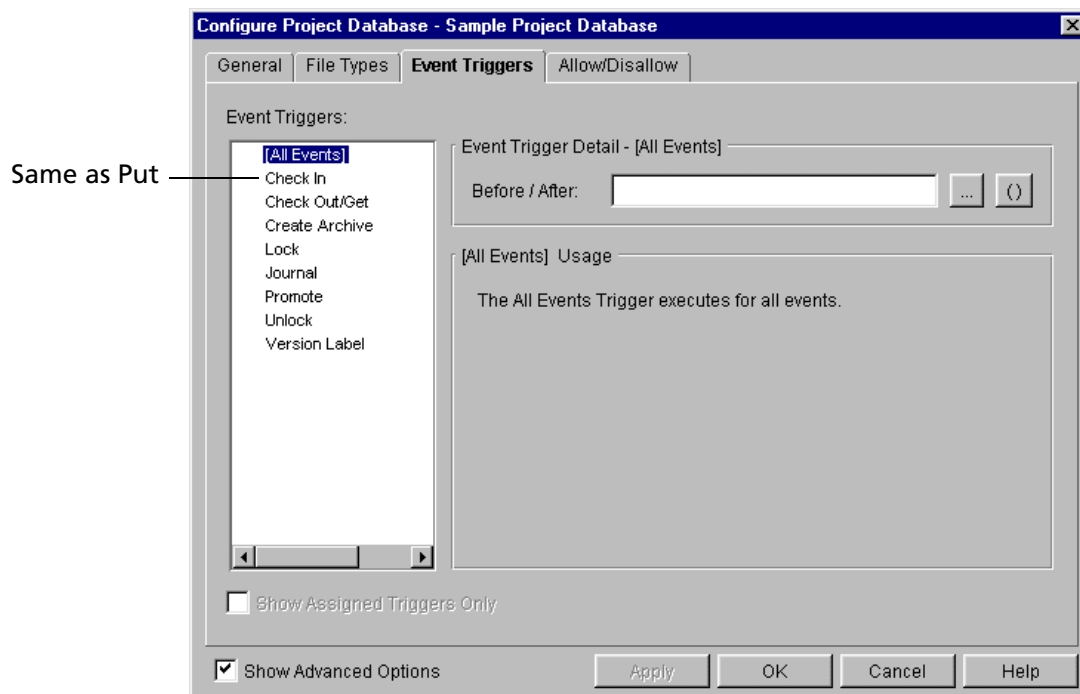 Configure Project Database - Sample Project Database
General File Types Event Triggers Allow/Disallow
Event Triggers:
[All Events]
Same as Put
Check In
Check Out/Get
Create Archive
Lock
Journal
Promote
Unlock
Version Label
Event Trigger Detail - [All Events]
Before / After: ... ()
[All Events] Usage
The All Events Trigger executes for all events.
Show Assigned Triggers Only
Show Advanced Options
Apply OK Cancel Help